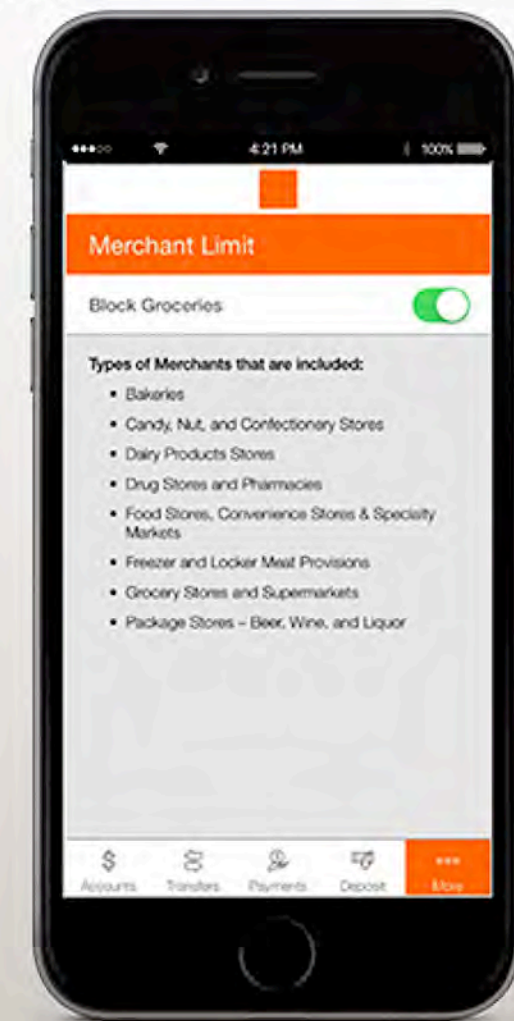 4:21 PM
100%
Merchant Limit
Block Groceries
Types of Merchants that are included:
• Bakeries
• Candy, Nut, and Confectionery Stores
• Dairy Products Stores
• Drug Stores and Pharmacies
• Food Stores, Convenience Stores & Specialty
Markets
• Freezer and Locker Meat Provisions
• Grocery Stores and Supermarkets
• Package Stores – Beer, Wine, and Liquor
Accounts Transfers Payments Deposit More